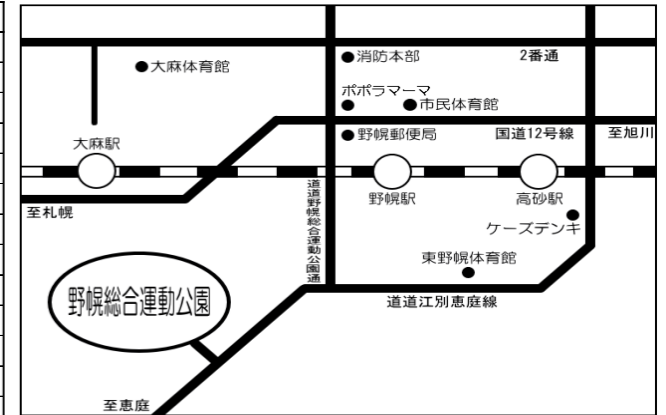 消防本部
2番通
大麻体育館
ポポラマーマ
市民体育館
大麻駅
野幌郵便局
国道12号線
至旭川
野幌駅
高砂駅
至札幌
道道野幌総合運動公園通
ケーズデンキ
東野幌体育館
野幌総合運動公園
道道江別恵庭線
至恵庭